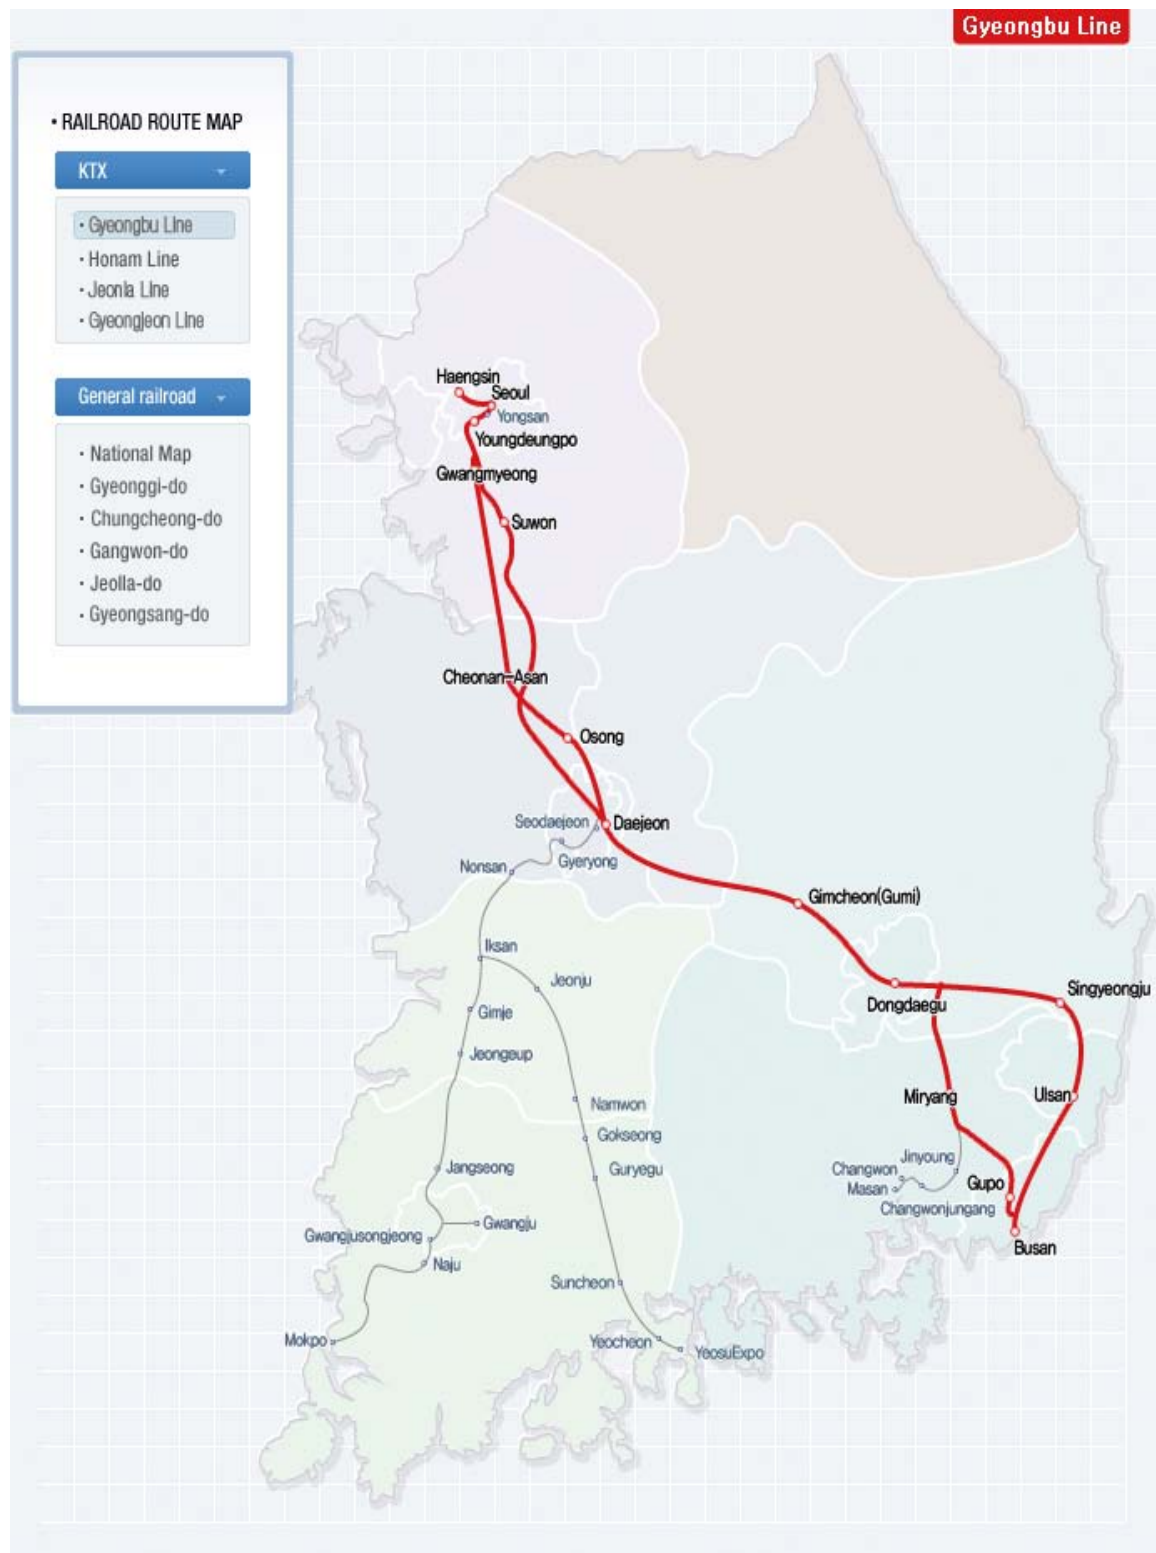 Gyeongbu Line
• RAILROAD ROUTE MAP
KTX
• Gyeongbu Line
• Honam Line
• Jeonla Line
• Gyeongjeon Line
General railroad
• National Map
• Gyeonggi-do
• Chungcheong-do
• Gangwon-do
• Jeolla-do
• Gyeongsang-do
Haengsin
Seoul
Yongsan
Youngdeungpo
Gwangmyeong
Suwon
Cheonan-Asan
Osong
Seodaejeon
Daejeon
Gyeryong
Nonsan
Gimcheon(Gumi)
Iksan
Jeonju
Singyeongju
Dongdaegu
Gimje
Jeongeup
Miryang
Ulsan
Namwon
Gokseong
Jinyoung
Jangseong
Guryegu
Changwon
Masan
Gupo
Changwonjungang
Gwangju
Gwangjusongjeong
Busan
Naju
Suncheon
Mokpo
Yeocheon
YeosuExpo